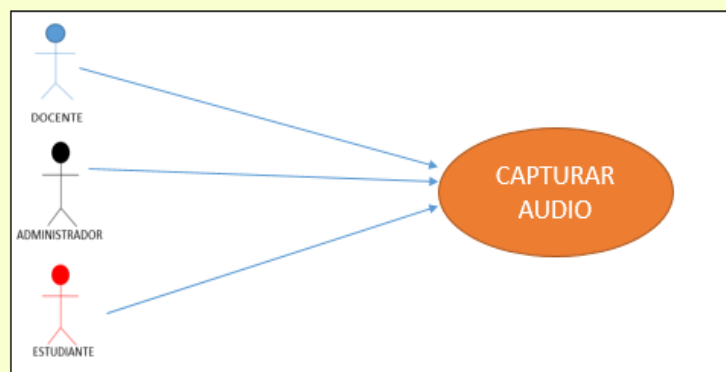 DOCENTE
ADMINISTRADOR
ESTUDIANTE
CAPTURAR
AUDIO